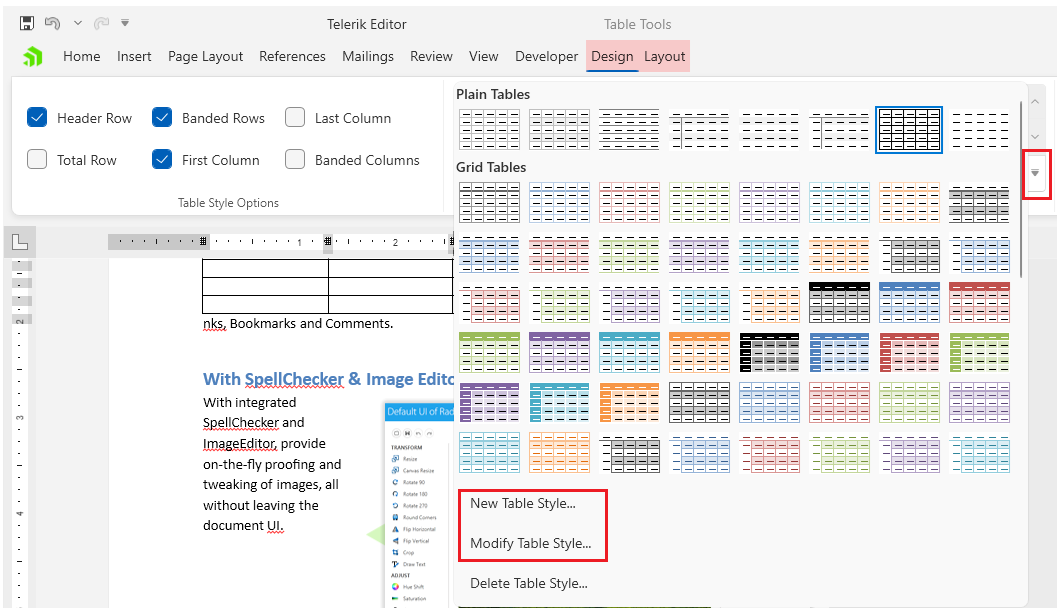 Telerik Editor
Table Tools
Home Insert Page Layout References Mailings Review View Developer Design Layout
Header Row Banded Rows Last Column
Total Row First Column Banded Columns
Table Style Options
Plain Tables
Grid Tables
1 2
2
3
4
nks, Bookmarks and Comments.
With SpellChecker & Image Edito
With integrated
SpellChecker and
ImageEditor, provide
on-the-fly proofing and
tweaking of images, all
without leaving the
document UI.
Default UI of Rad
TRANSFORM
Resize
Canvas Resize
Rotate 90
Rotate 180
Rotate 270
Round Corners
Flip Horizontal
Flip Vertical
Crop
Draw Text
ADJUST
Hue Shift
Saturation
New Table Style...
Modify Table Style...
Delete Table Style...